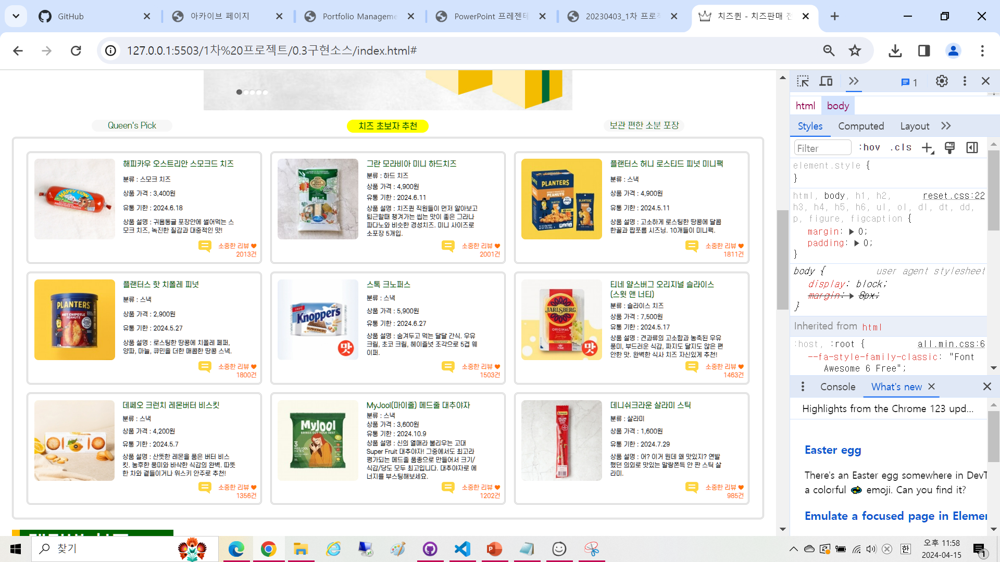 GitHub
아카이브 페이지
Portfolio Manageme
PowerPoint 프레젠테
20230403_1차 프로젝
치즈퀸 - 치즈판매 전
127.0.0.1:5503/1차%20프로젝트/0.3구현소스/index.html#
Queen's Pick
치즈 초보자 추천
보관 편한 소분 포장
해피카우 오스트리안 스모크드 치즈
분류 : 스모크 치즈
상품 가격 : 3,400원
유통 기한 : 2024.6.18
상품 설명 : 귀욤동글 포장안에 썰어먹는 스
모크 치즈, 녹진한 질감과 대중적인 맛!
소중한 리뷰
2013건
HAPPY COW
PROCESSED CHEESE
그란 모라비아 미니 하드치즈
분류 : 하드 치즈
상품 가격 : 4,900원
유통 기한 : 2024.6.11
상품 설명 : 치즈퀸 직원들이 먼저 알아보고
퇴근할때 챙겨가는 씹는 맛이 좋은 그라나
파다노와 비슷한 경성치즈. 미니 사이즈로
소포장 5개입.
소중한 리뷰
2001건
Mini
플랜터스 허니 로스티드 피넛 미니팩
분류 : 스낵
상품 가격 : 4,900원
유통 기한 : 2024.5.11
상품 설명 : 고소하게 로스팅한 땅콩에 달콤
한꿀과 팝포름 시즈닝. 10개들이 미니팩.
소중한 리뷰
1811건
PLANTERS
PEANUTS
PLANTERS
플랜터스 핫 치폴레 피넛
분류 : 스낵
상품 가격 : 2,900원
유통 기한 : 2024.5.27
상품 설명 : 로스팅한 땅콩에 치폴레 페퍼,
양파, 마늘, 큐민을 더한 매콤한 땅콩 스낵.
소중한 리뷰
1800건
PLANTERS
HOT CHIPOTLE
PEANUTS
스톡 크노퍼스
분류 : 스낵
상품 가격 : 5,900원
유통 기한 : 2024.6.27
상품 설명 : 숨겨두고 먹는 달달 간식. 우유
크림, 초코 크림, 헤이즐넛 조각으로 5겹 웨
이퍼.
소중한 리뷰
1503건
Knoppers
맛
티네 얄스버그 오리지널 슬라이스
(스윗 앤 너티)
분류 : 슬라이스 치즈
상품 가격 : 7,500원
유통 기한 : 2024.5.17
상품 설명 : 견과류의 고소함과 농축된 우유
풍미, 부드러운 식감, 짜지도 달지도 않은 편
안한 맛. 완벽한 식사 치즈 자신있게 추천!
소중한 리뷰
1463건
JARLSBERG
ORIGINAL
TINE
맛
데쎄오 크런치 레몬버터 비스킷
분류 : 스낵
상품 가격 : 4,200원
유통 기한 : 2024.5.7
상품 설명 : 산뜻한 레몬을 품은 버터 비스
킷. 농후한 풍미와 바삭한 식감의 완벽. 따뜻
한 차와 곁들이거나 위스키 안주로 추천!
소중한 리뷰
1356건
MyJool(마이줄) 메드줄 대추야자
분류 : 스낵
상품 가격 : 3,600원
유통 기한 : 2024.10.9
상품 설명 : 신의 열매라 불리우는 고대
Super Fruit 대추야자! 그중에서도 최고라
평가되는 메드줄 품종으로 만들어서 크기/
식감/당도 모두 최고입니다. 대추야자로 에
너지를 부스팅해보세요.
소중한 리뷰
1202건
MyJool
BRINGS OUT YOUR BEST
3
MEDJOOL
DATES
데니쉬크라운 살라미 스틱
분류 : 살라미
상품 가격 : 1,600원
유통 기한 : 2024.7.29
상품 설명 : 어? 이거 뭔데 왜 맛있지? 연발
했던 의외로 맛있는 말랑쫀득 안 짠 스틱 살
라미.
소중한 리뷰
985건
SALAMI
STICK
1
html
body
Styles
Computed
Layout
Filter
:hov
.cls
element.style {
}
html, body, h1, h2,
reset.css:22
h3, h4, h5, h6, ul, ol, dl, dt, dd,
p, figure, figcaption {
margin: ▶ 0;
padding: ▶ 0;
}
body {
user agent stylesheet
display: block;
margin: ▶ 8px;
}
Inherited from html
:host, :root {
all.min.css:6
--fa-style-family-classic: "Font
Awesome 6 Free";
Console
What's new
Highlights from the Chrome 123 upd...
Easter egg
There's an Easter egg somewhere in DevT
a colorful emoji. Can you find it?
Emulate a focused page in Elemen
찾기
한
오후 11:58
2024-04-15
1